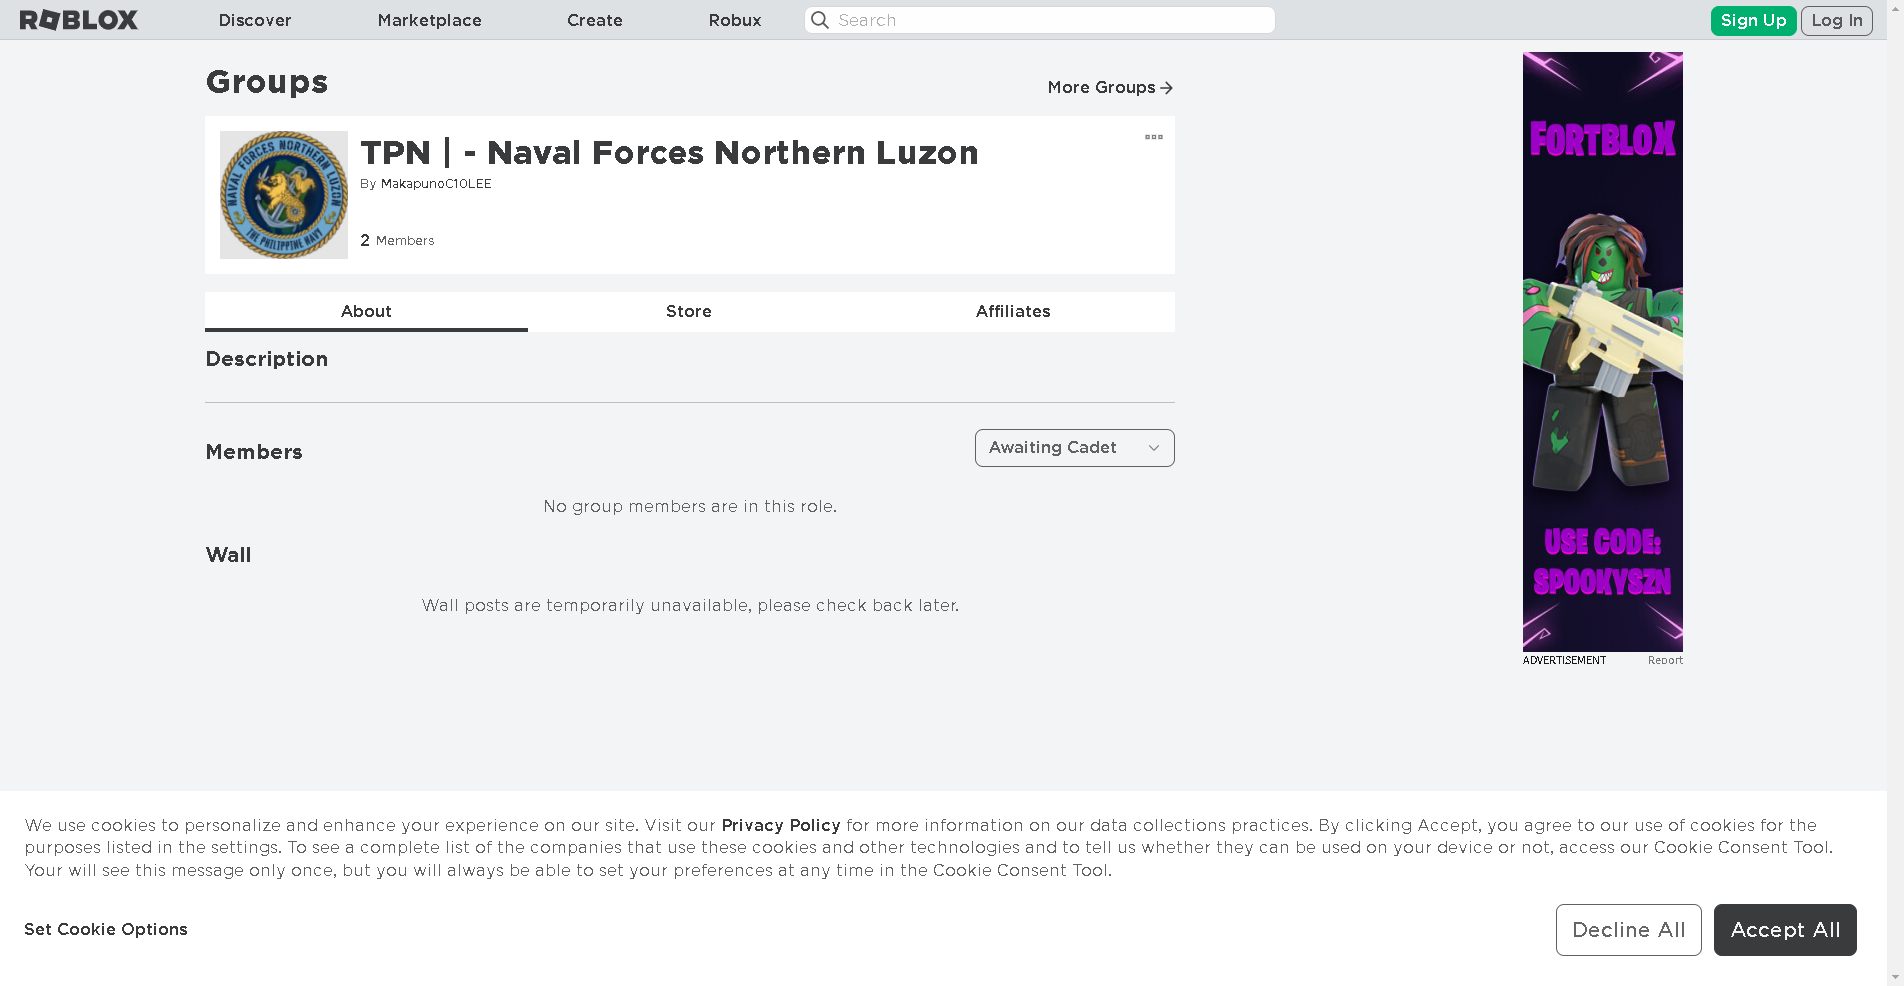 ROBLOX
Discover
Marketplace
Create
Robux
Search
Sign Up
Log In
Groups
More Groups
NAVAL FORCES NORTHERN LUZON
THE PHILIPPINE NAVY
TPN | - Naval Forces Northern Luzon
By MakapunoC10LEE
2 Members
About
Store
Affiliates
Description
Members
Awaiting Cadet
No group members are in this role.
Wall
Wall posts are temporarily unavailable, please check back later.
FORTBLOX
USE CODE:
SPOOKYSZN
ADVERTISEMENT
Report
We use cookies to personalize and enhance your experience on our site. Visit our Privacy Policy for more information on our data collections practices. By clicking Accept, you agree to our use of cookies for the
purposes listed in the settings. To see a complete list of the companies that use these cookies and other technologies and to tell us whether they can be used on your device or not, access our Cookie Consent Tool.
Your will see this message only once, but you will always be able to set your preferences at any time in the Cookie Consent Tool.
Set Cookie Options
Decline All
Accept All